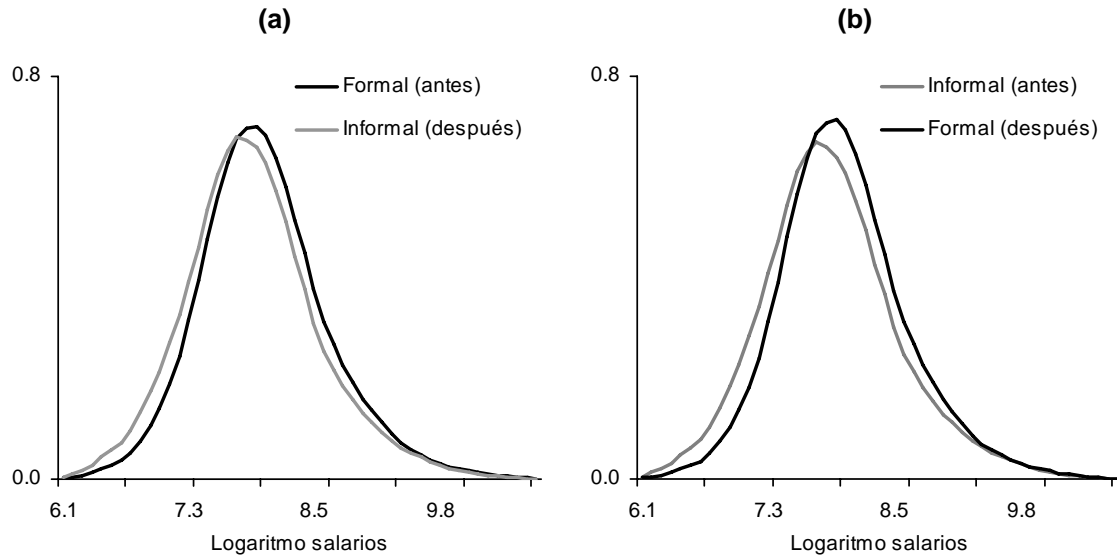 (a)
0.8
Formal (antes)
Informal (después)
0.0
6.1 7.3 8.5 9.8
Logaritmo salarios
(b)
0.8
Informal (antes)
Formal (después)
0.0
6.1 7.3 8.5 9.8
Logaritmo salarios